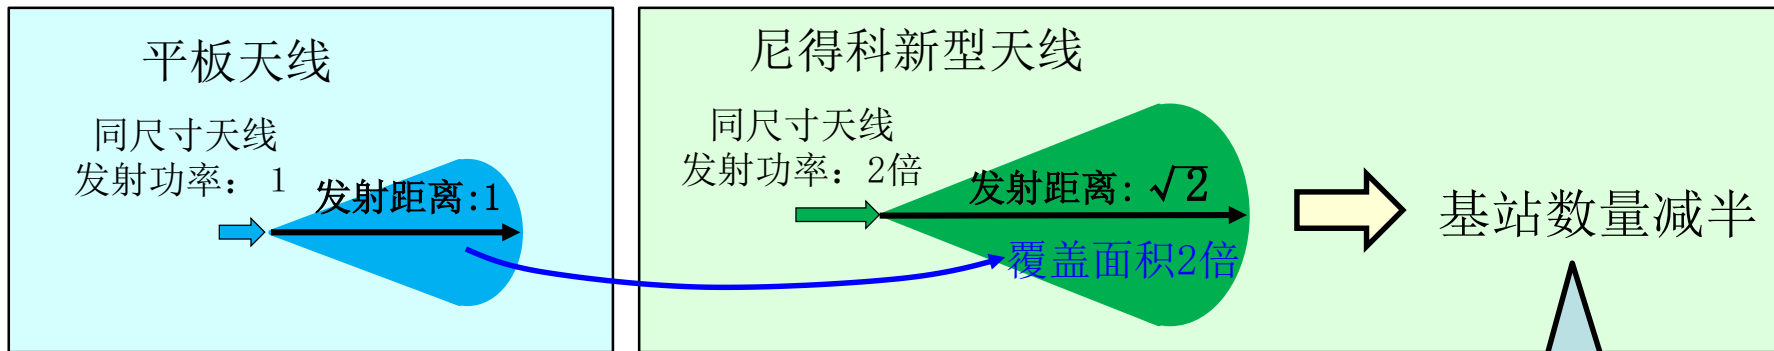 平板天线
同尺寸天线
发射功率: 1
发射距离:1
尼得科新型天线
同尺寸天线
发射功率: 2倍
发射距离: √2
覆盖面积2倍
基站数量减半